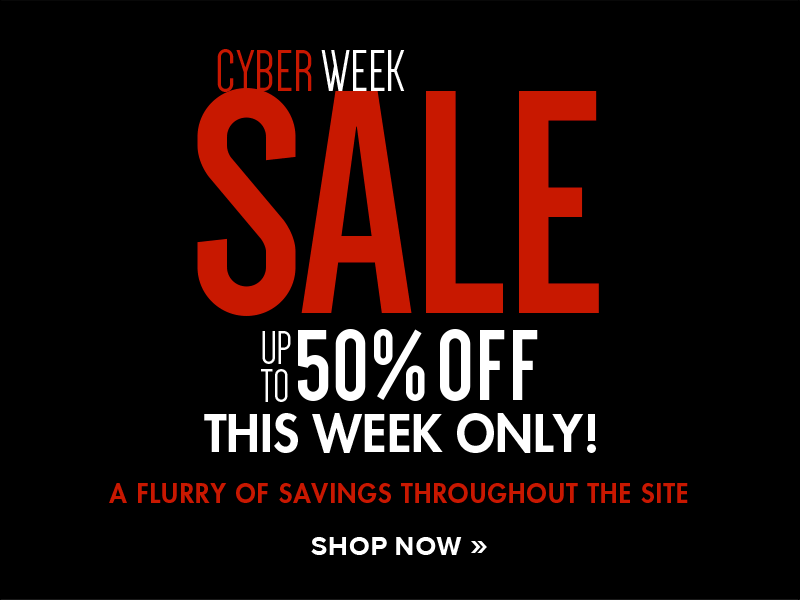 CYBER WEEK
SALE
UP TO 50% OFF
THIS WEEK ONLY!
A FLURRY OF SAVINGS THROUGHOUT THE SITE
SHOP NOW »